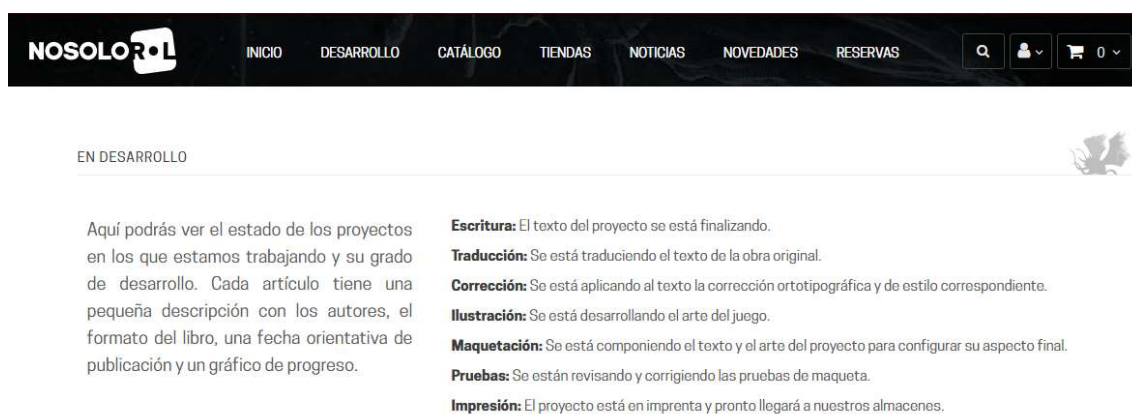 NOSOLOROL INICIO DESARROLLO CATÁLOGO TIENDAS NOTICIAS NOVEDADES RESERVAS 0
EN DESARROLLO
Aquí podrás ver el estado de los proyectos
en los que estamos trabajando y su grado
de desarrollo. Cada artículo tiene una
pequeña descripción con los autores, el
formato del libro, una fecha orientativa de
publicación y un gráfico de progreso.
Escritura: El texto del proyecto se está finalizando.
Traducción: Se está traduciendo el texto de la obra original.
Corrección: Se está aplicando al texto la corrección ortotipográfica y de estilo correspondiente.
Ilustración: Se está desarrollando el arte del juego.
Maquetación: Se está componiendo el texto y el arte del proyecto para configurar su aspecto final.
Pruebas: Se están revisando y corrigiendo las pruebas de maqueta.
Impresión: El proyecto está en imprenta y pronto llegará a nuestros almacenes.